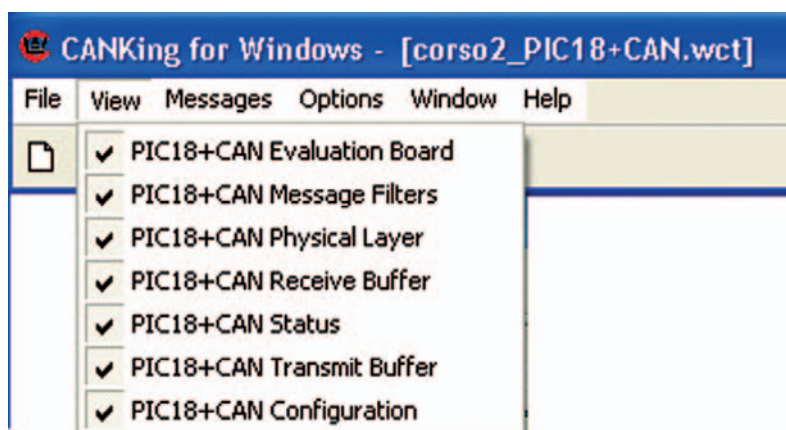 CANKing for Windows - [corso2_PIC18+CAN.wct]
File View Messages Options Window Help
PIC18+CAN Evaluation Board
PIC18+CAN Message Filters
PIC18+CAN Physical Layer
PIC18+CAN Receive Buffer
PIC18+CAN Status
PIC18+CAN Transmit Buffer
PIC18+CAN Configuration